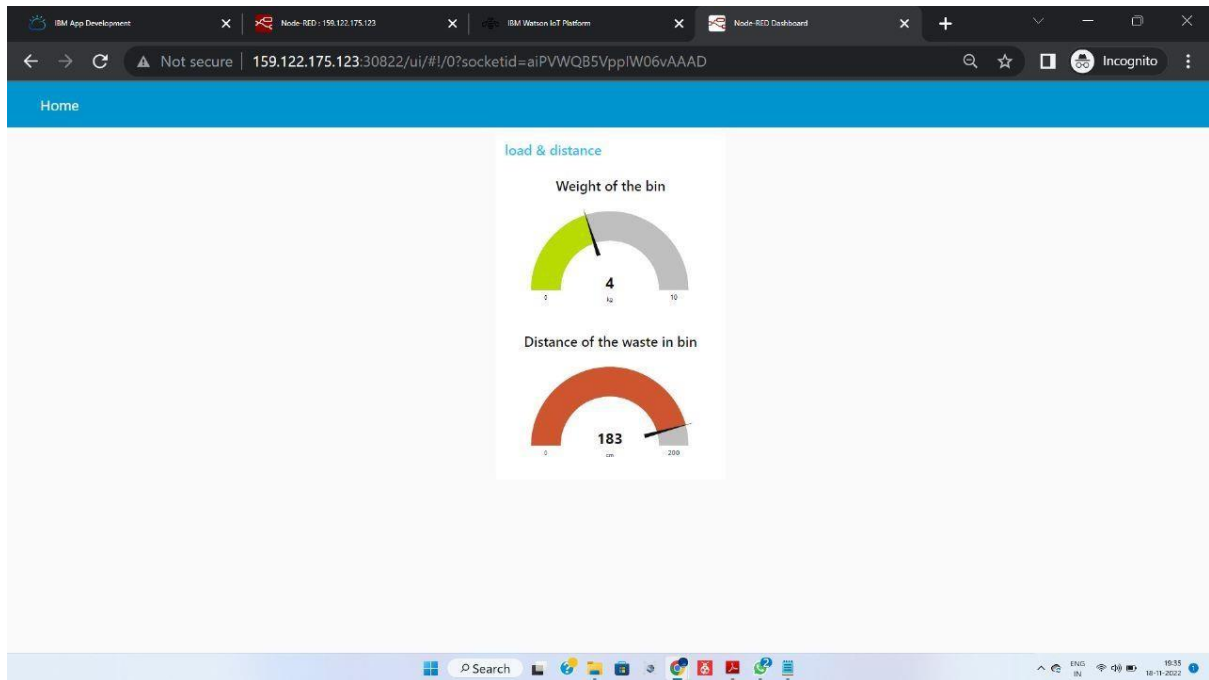 IBM App Development
Node-RED : 159.122.175.123
IBM Watson IoT Platform
Node-RED Dashboard
Not secure
159.122.175.123:30822/ui/#!/0?socketid=aiPVWQB5VppIW06vAAAD
Incognito
Home
load & distance
Weight of the bin
4
kg
0
10
Distance of the waste in bin
183
cm
0
200
Search
ENG
IN
19:35
18-11-2022